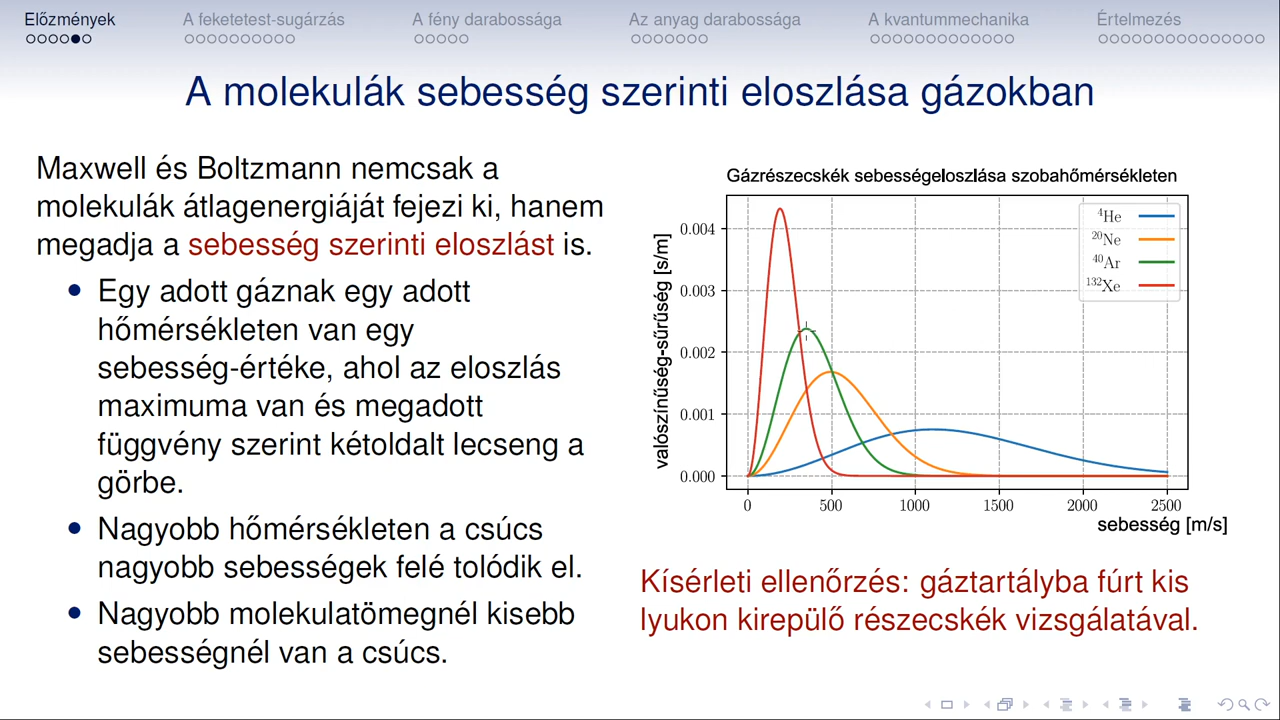 Előzmények
A feketetest-sugárzás
A fény darabossága
Az anyag darabossága
A kvantummechanika
Értelmezés
A molekulák sebesség szerinti eloszlása gázokban
Maxwell és Boltzmann nemcsak a
molekulák átlagenergiáját fejezi ki, hanem
megadja a sebesség szerinti eloszlást is.
Egy adott gáznak egy adott
hőmérsékleten van egy
sebesség-értéke, ahol az eloszlás
maximuma van és megadott
függvény szerint kétoldalt lecseng a
görbe.
Nagyobb hőmérsékleten a csúcs
nagyobb sebességek felé tolódik el.
Nagyobb molekulatömegnél kisebb
sebességnél van a csúcs.
Gázrészecskék sebességeloszlása szobahőmérsékleten
valószínűség-sűrűség [s/m]
0.004
0.003
0.002
0.001
0.000
⁴He
²⁰Ne
⁴⁰Ar
¹³²Xe
0 500 1000 1500 2000 2500
sebesség [m/s]
Kísérleti ellenőrzés: gáztartályba fúrt kis
lyukon kirepülő részecskék vizsgálatával.